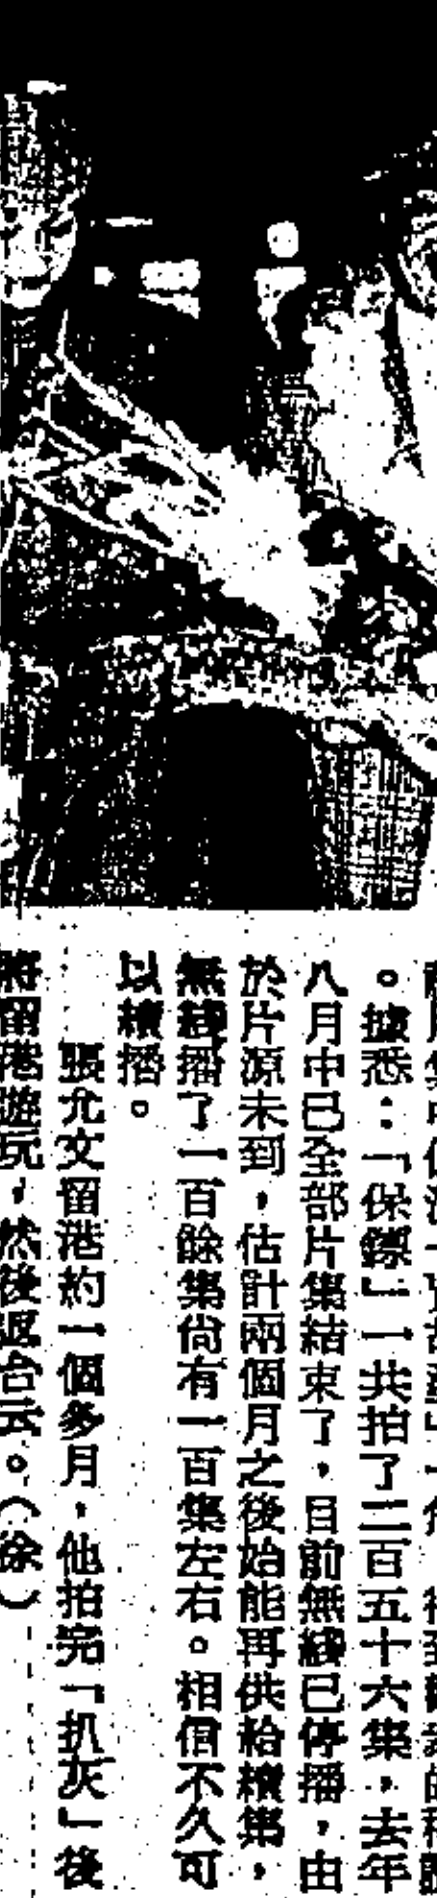 。據悉：「保鏢」一共拍了二百五十六集，去年
八月中已全部片集結束了，目前無綫已停播，由
於片源未到，估計兩個月之後始能再供給續集，
無綫播了一百餘集尚有一百集左右。相信不久可
以續播。
張允文留港約一個多月，他拍完「扒灰」後
將留港遊玩，然後返台云。（徐）